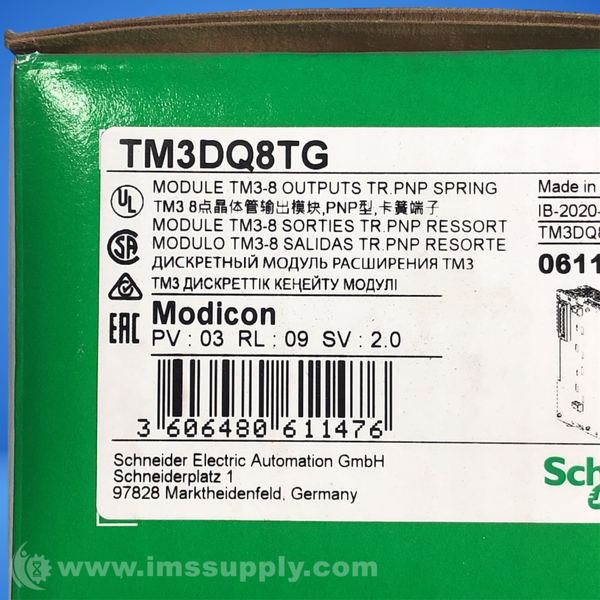 TM3DQ8TG
UL
MODULE TM3-8 OUTPUTS TR.PNP SPRING
TM3 8点晶体管输出模块,PNP型,卡簧端子
MODULE TM3-8 SORTIES TR.PNP RESSORT
MODULO TM3-8 SALIDAS TR.PNP RESORTE
ДИСКРЕТНЫЙ МОДУЛЬ РАСШИРЕНИЯ TM3
TM3 ДИСКРЕТТІК КЕҢЕЙТУ МОДУЛІ
EAC
Modicon
PV : 03 RL : 09 SV : 2.0
3 606480 611476
Schneider Electric Automation GmbH
Schneiderplatz 1
97828 Marktheidenfeld, Germany
Made in
IB-2020-
TM3DQ8
0611
Sch
www.imssupply.com